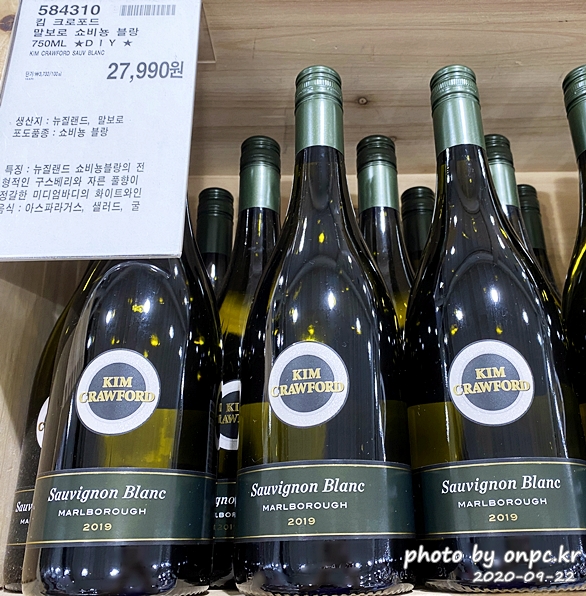 584310
킴 크로포드
말보로 쇼비뇽 블랑
750ML ★DIY★
KIM CRAWFORD SAUV BLANC
27,990원
생산지 : 뉴질랜드, 말보로
포도품종 : 쇼비뇽 블랑
특징 : 뉴질랜드 쇼비뇽블랑의 전
형적인 구스베리와 자른 풀향이
정갈한 미디엄바디의 화이트와인
음식 : 아스파라거스, 샐러드, 굴
KIM
CRAWFORD
Sauvignon Blanc
MARLBOROUGH
2019
KIM
CRAWFORD
Sauvignon Blanc
MARLBOROUGH
2019
KIM
CRAWFORD
Sauvignon Blanc
MARLBOROUGH
2019
photo by onpc.kr
2020-09-22